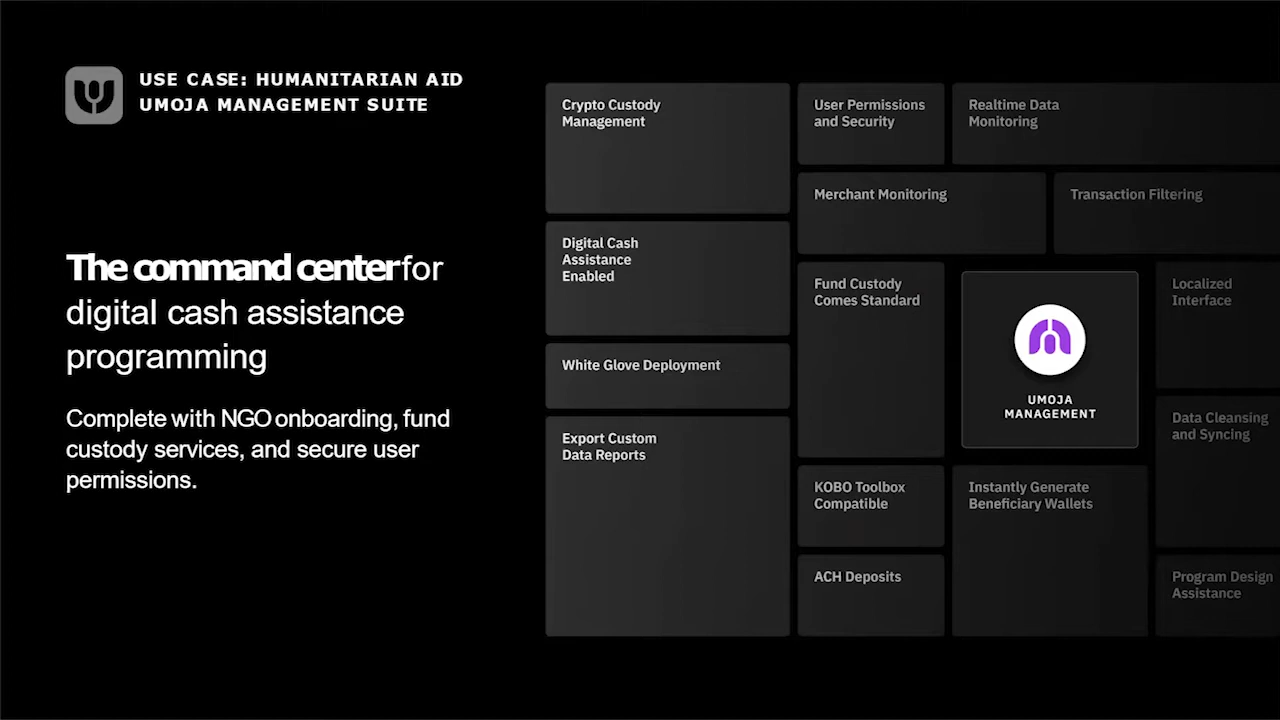 USE CASE: HUMANITARIAN AID
UMOJA MANAGEMENT SUITE
The command center for
digital cash assistance
programming
Complete with NGO onboarding, fund
custody services, and secure user
permissions.
Crypto Custody
Management
User Permissions
and Security
Realtime Data
Monitoring
Merchant Monitoring
Transaction Filtering
Digital Cash
Assistance
Enabled
Fund Custody
Comes Standard
UMOJA
MANAGEMENT
Localized
Interface
White Glove Deployment
Data Cleansing
and Syncing
Export Custom
Data Reports
KOBO Toolbox
Compatible
Instantly Generate
Beneficiary Wallets
ACH Deposits
Program Design
Assistance